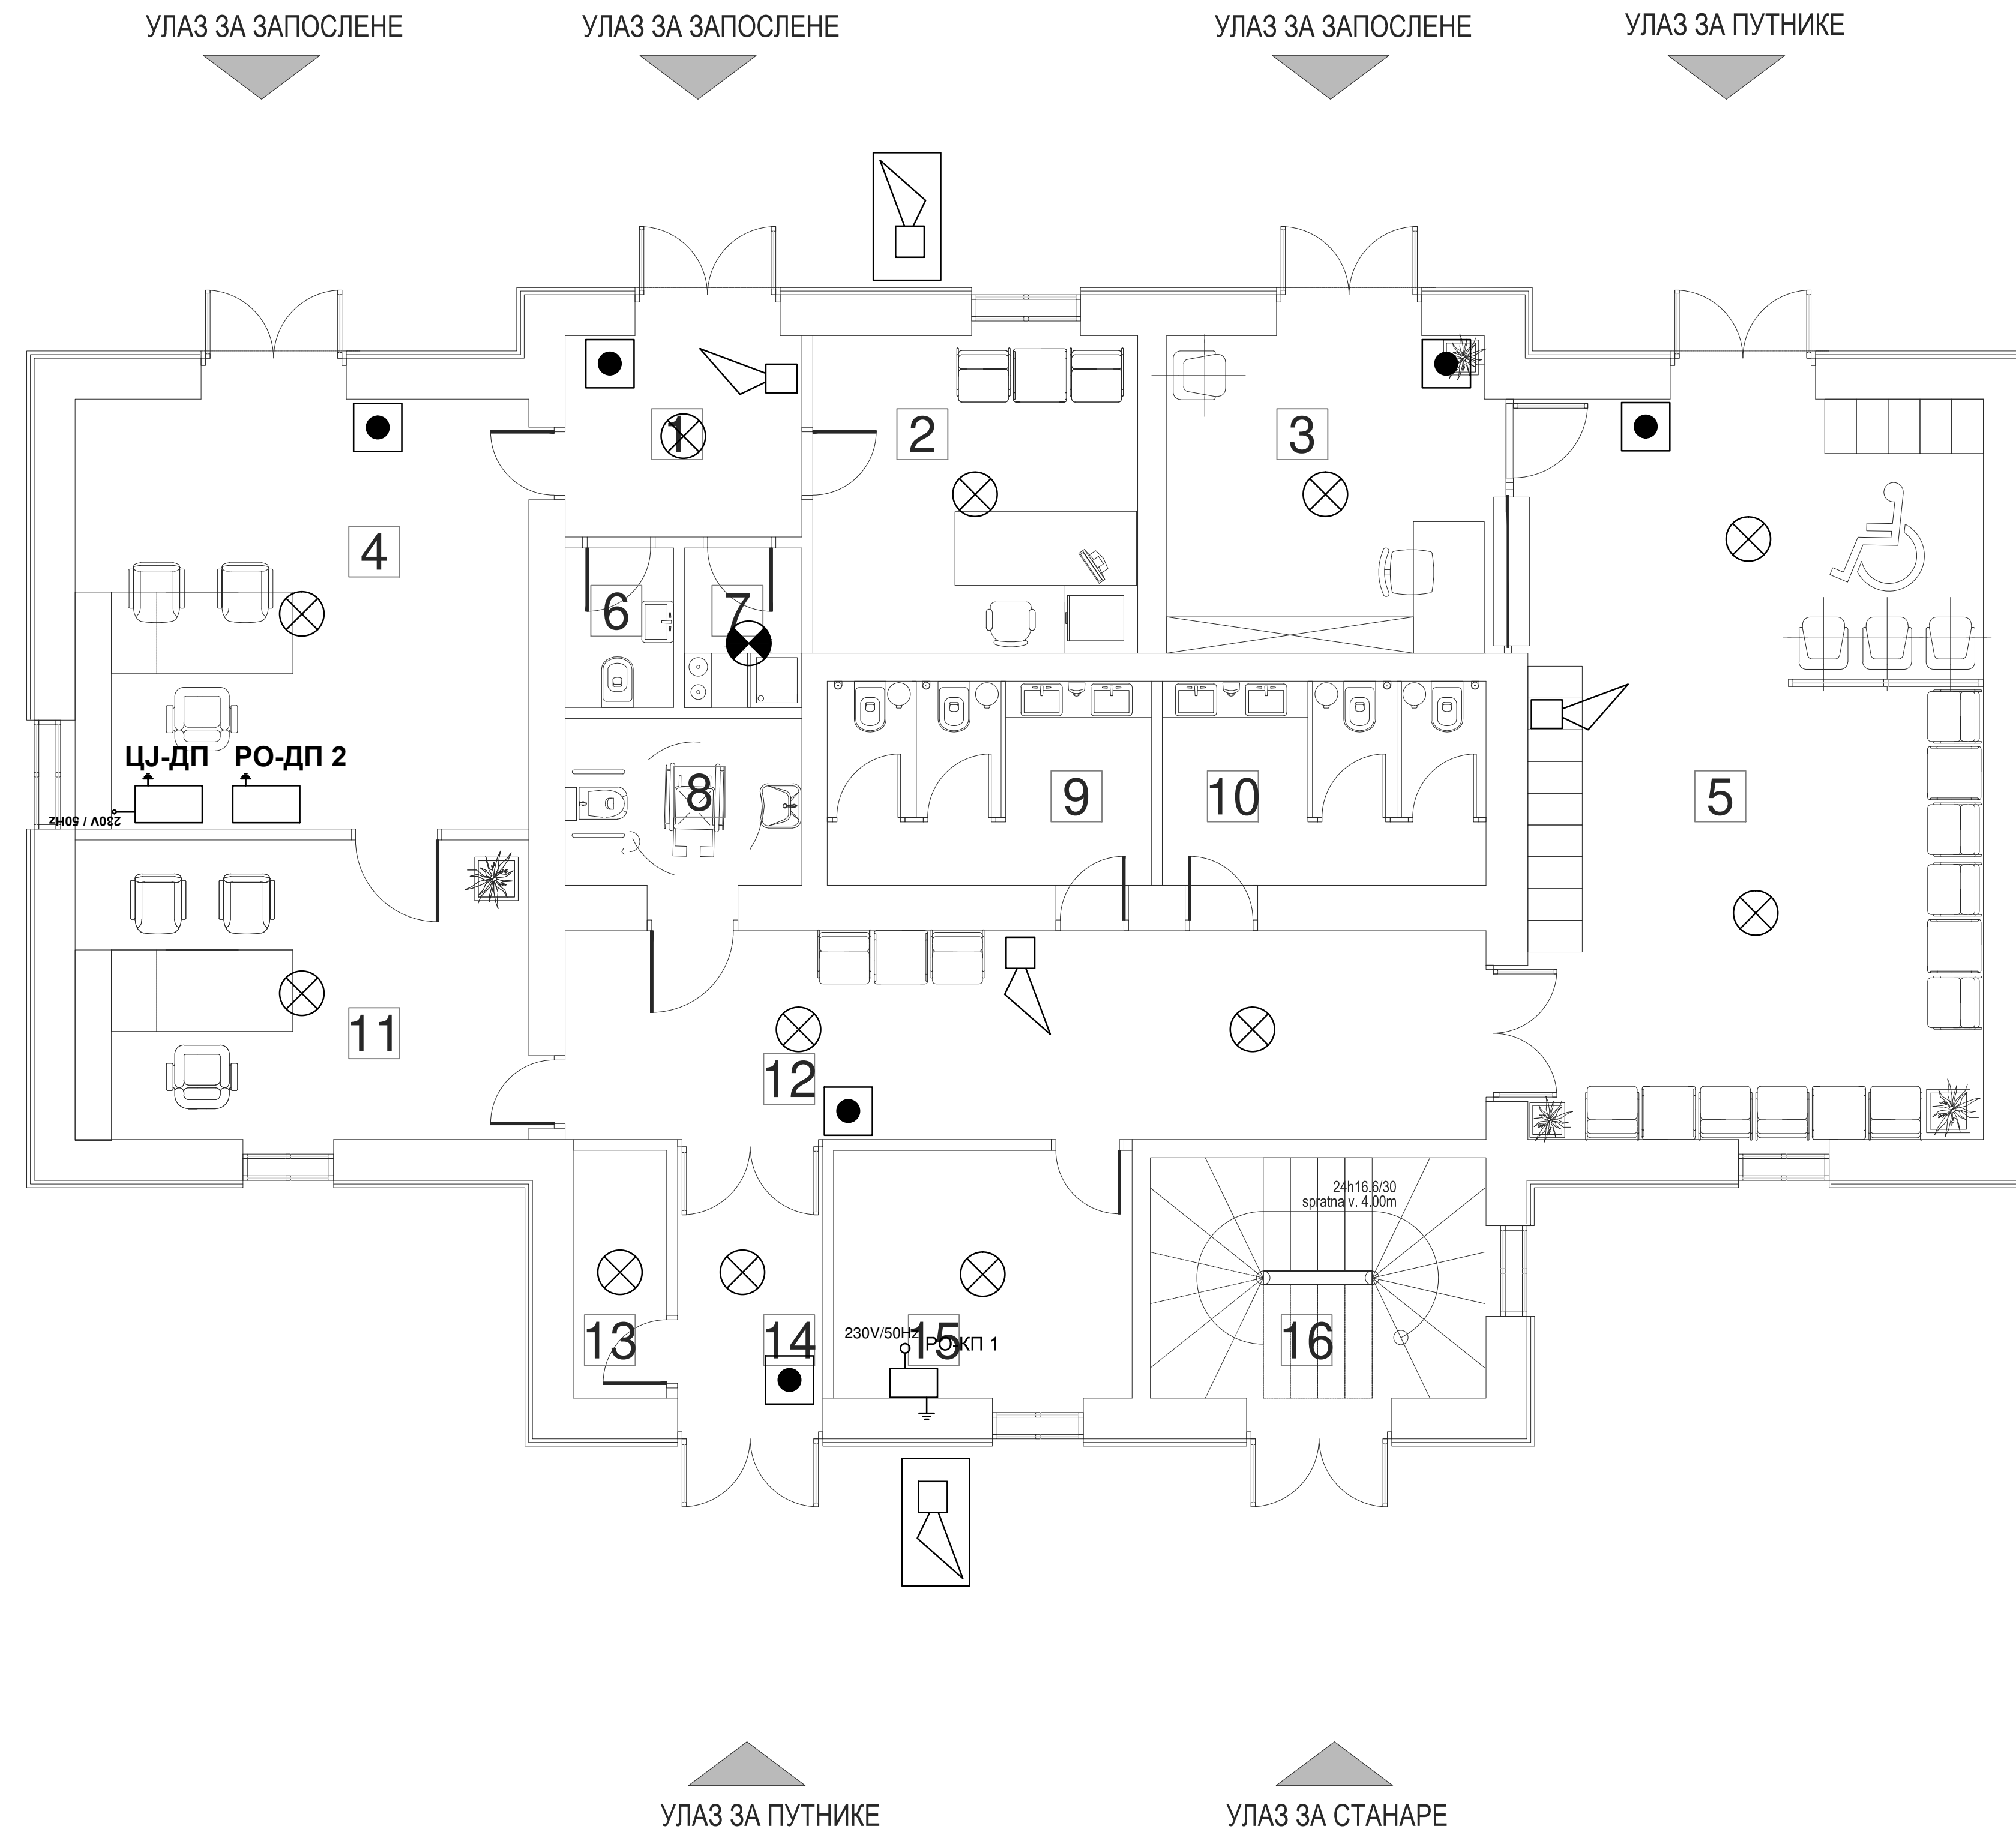 УЛАЗ ЗА ЗАПОСЛЕНЕ
УЛАЗ ЗА ЗАПОСЛЕНЕ
УЛАЗ ЗА ЗАПОСЛЕНЕ
УЛАЗ ЗА ПУТНИКЕ
1
2
3
4
6
7
ЦЈ-ДП
РО-ДП 2
230V / 50Hz
8
9
10
5
11
12
24h16.6/30
spratna v. 4.00m
13
14
230V/50Hz
15
РО-КП 1
16
УЛАЗ ЗА ПУТНИКЕ
УЛАЗ ЗА СТАНАРЕ